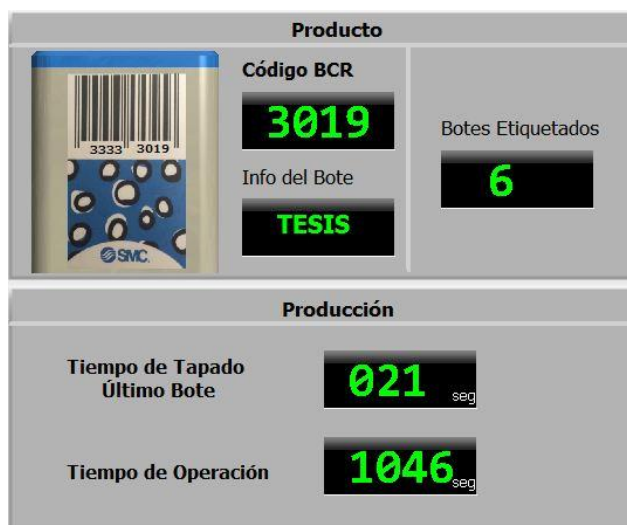 Producto
Código BCR
3019
Info del Bote
TESIS
3333 3019
SMC
Botes Etiquetados
6
Producción
Tiempo de Tapado
Último Bote
021 seg
Tiempo de Operación
1046 seg